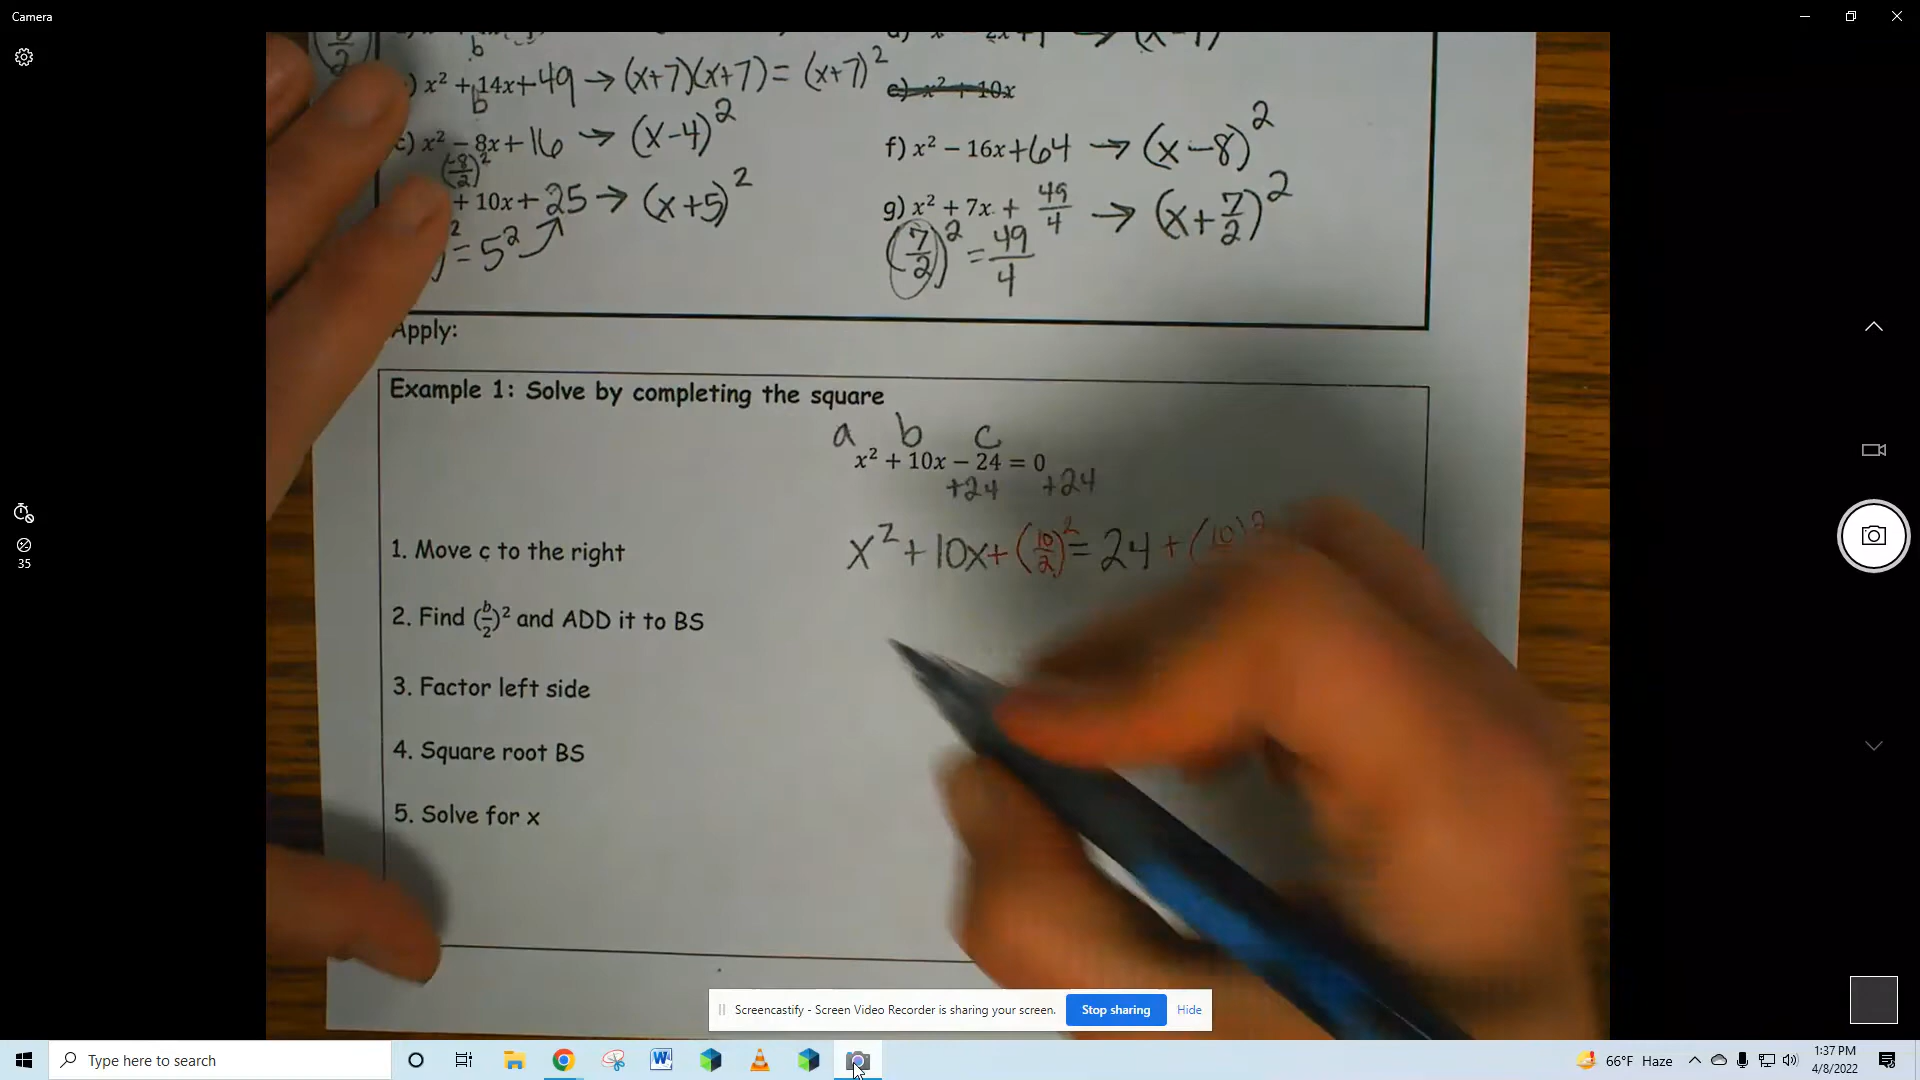 Camera
b
x² + 14x+49 → (x+7)(x+7) = (x+7)²
e) x² + 10x
b
c) x² − 8x+16 → (x−4)²
f) x² − 16x+64 → (x−8)²
(-8/2)²
+ 10x+25 → (x+5)²
g) x² + 7x + 49/4 → (x+7/2)²
= 5²
(7/2)² = 49/4
Apply:
Example 1: Solve by completing the square
a b c
x² + 10x − 24 = 0
+24 +24
1. Move c to the right
x² + 10x + (10/2)² = 24 + (10)²
2. Find (b/2)² and ADD it to BS
3. Factor left side
4. Square root BS
5. Solve for x
35
Screencastify - Screen Video Recorder is sharing your screen.
Stop sharing
Hide
Type here to search
66°F Haze
1:37 PM
4/8/2022